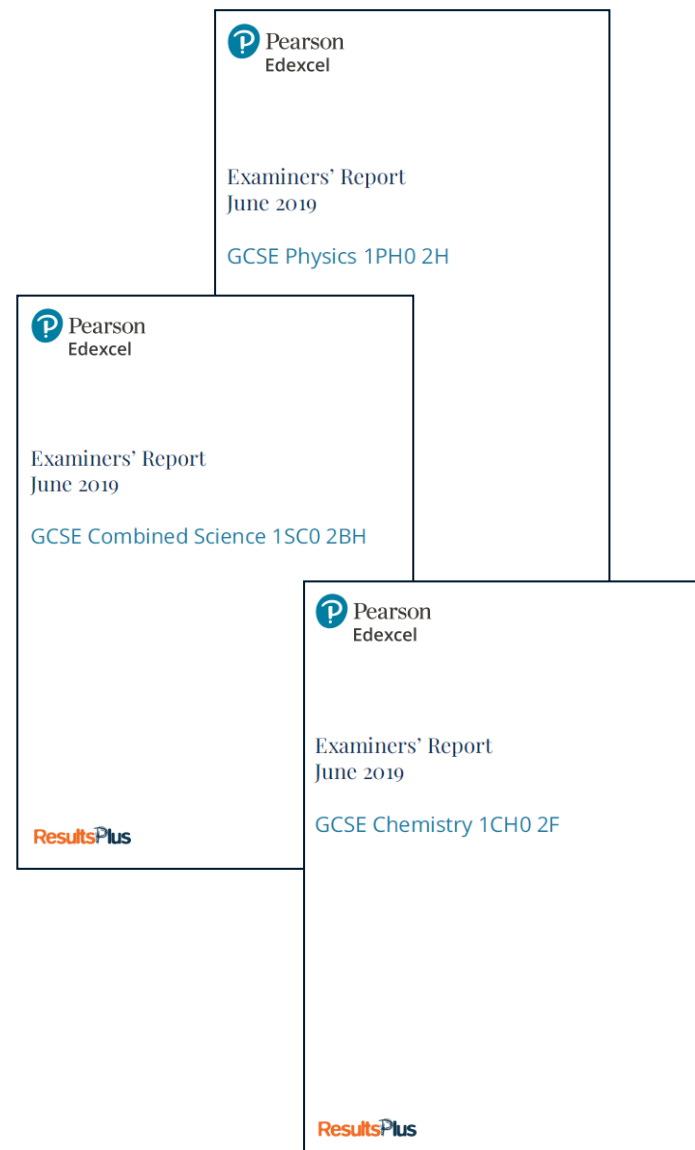 Pearson
Edexcel
Examiners’ Report
June 2019
GCSE Physics 1PH0 2H
Pearson
Edexcel
Examiners’ Report
June 2019
GCSE Combined Science 1SC0 2BH
ResultsPlus
Pearson
Edexcel
Examiners’ Report
June 2019
GCSE Chemistry 1CH0 2F
ResultsPlus